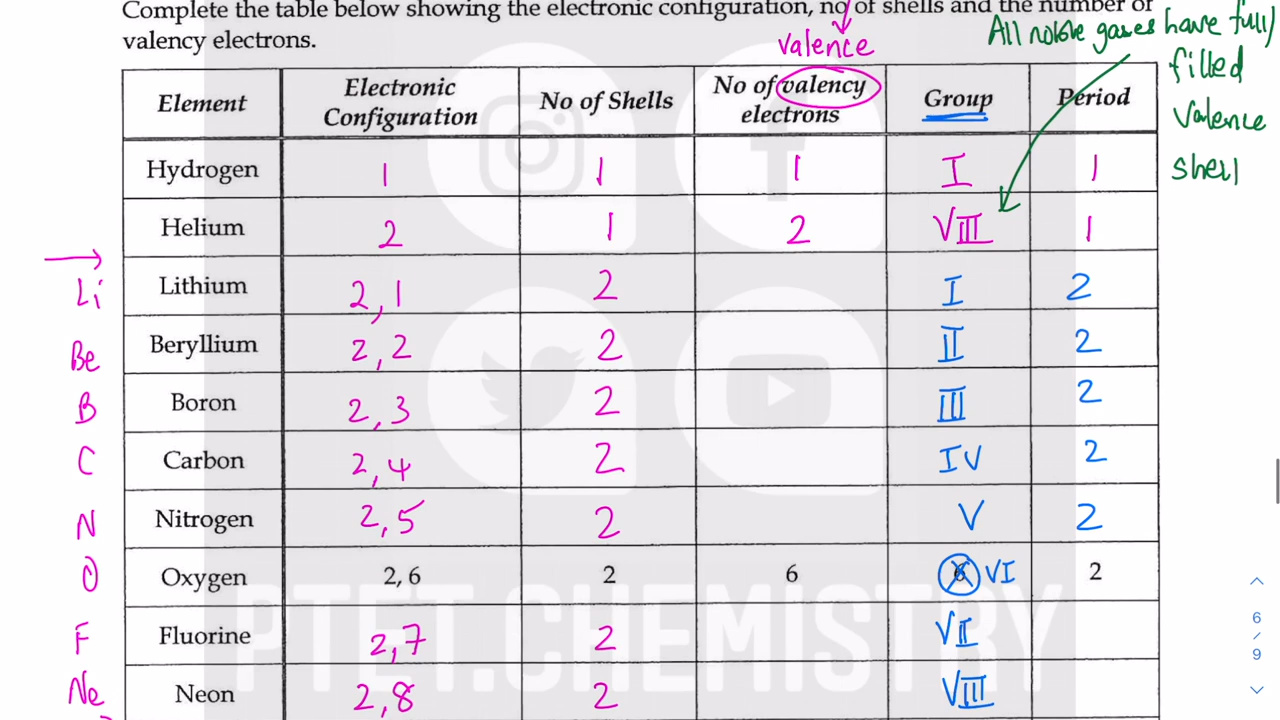 Complete the table below showing the electronic configuration, no of shells and the number of
valency electrons.
valence
All noble gases have fully
filled
valence
shell
Element Electronic Configuration No of Shells No of valency electrons Group Period
Hydrogen 1 1 1 I 1
Helium 2 1 2 VIII 1
Li Lithium 2,1 2 I 2
Be Beryllium 2,2 2 II 2
B Boron 2,3 2 III 2
C Carbon 2,4 2 IV 2
N Nitrogen 2,5 2 V 2
O Oxygen 2, 6 2 6 6 VI 2
F Fluorine 2,7 2 VII
Ne Neon 2,8 2 VIII
PTET.CHEMISTRY
6
/
9